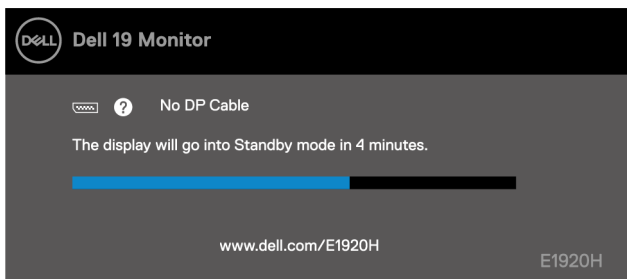 DELL Dell 19 Monitor
? No DP Cable
The display will go into Standby mode in 4 minutes.
www.dell.com/E1920H
E1920H